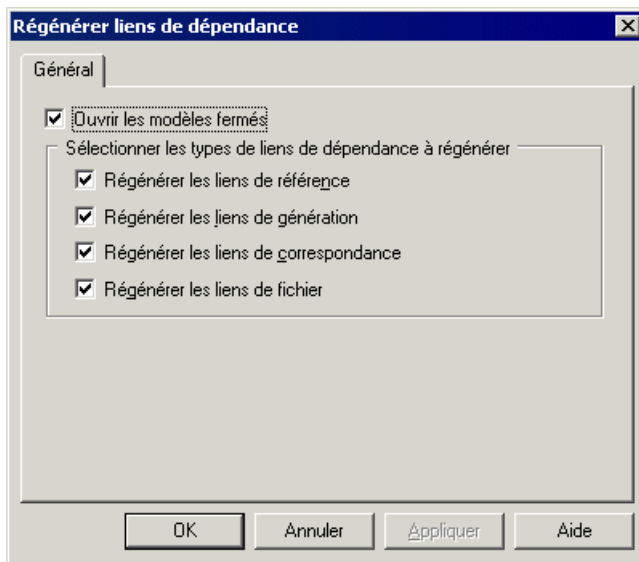 Régénérer liens de dépendance
Général
Ouvrir les modèles fermés
Sélectionner les types de liens de dépendance à régénérer
Régénérer les liens de référence
Régénérer les liens de génération
Régénérer les liens de correspondance
Régénérer les liens de fichier
OK Annuler Appliquer Aide